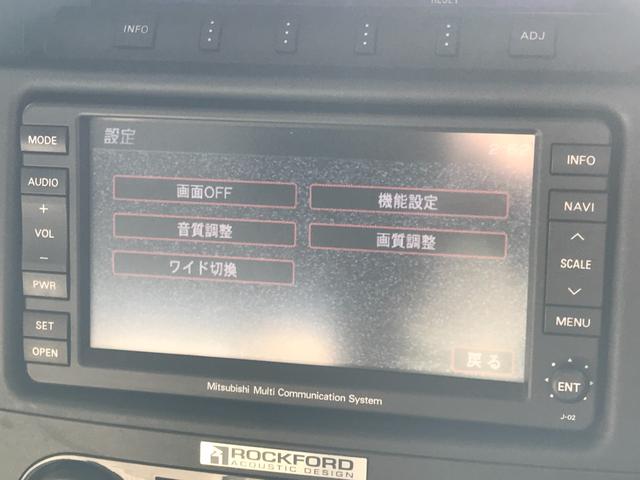 RESET
INFO
ADJ
MODE
AUDIO
+
VOL
−
PWR
SET
OPEN
設定
画面OFF
機能設定
音質調整
画質調整
ワイド切換
戻る
INFO
NAVI
SCALE
MENU
ENT
J-02
Mitsubishi Multi Communication System
ROCKFORD
ACOUSTIC DESIGN